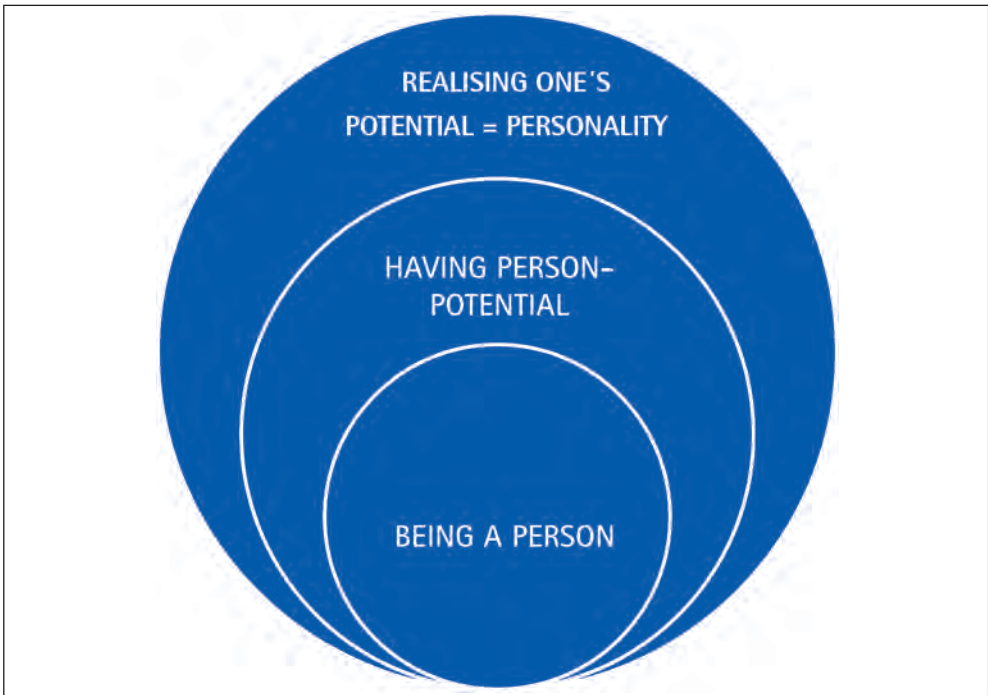 REALISING ONE'S
POTENTIAL = PERSONALITY
HAVING PERSON-
POTENTIAL
BEING A PERSON